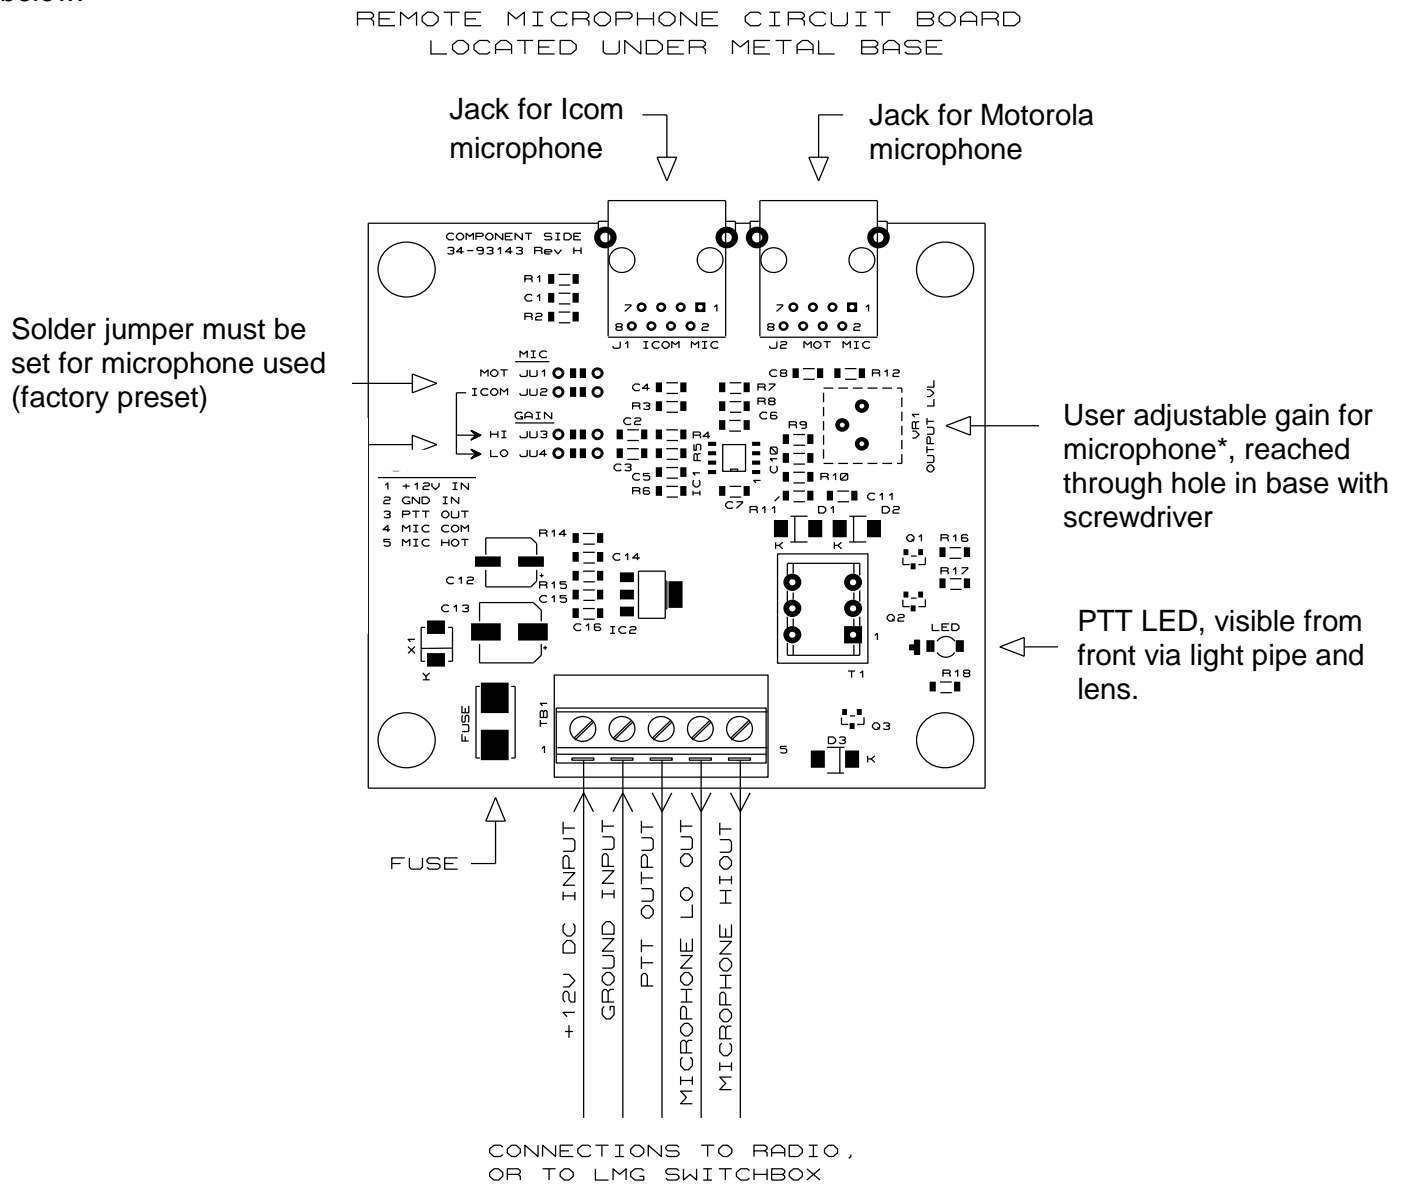 REMOTE MICROPHONE CIRCUIT BOARD
LOCATED UNDER METAL BASE
Jack for Icom
microphone
Jack for Motorola
microphone
COMPONENT SIDE
34-93143 Rev H
R1
C1
R2
7 1
8 2
J1 ICOM MIC
7 1
8 2
J2 MOT MIC
Solder jumper must be
set for microphone used
(factory preset)
MIC
MOT JU1
ICOM JU2
GAIN
HI JU3
LO JU4
C4
R3
C2
R4
C3
R5
C5
R6
IC1
R7
R8
C6
1
C7
C8
R12
R9
C10
R10
R11
C11
VR1
OUTPUT LVL
User adjustable gain for
microphone*, reached
through hole in base with
screwdriver
1 +12V IN
2 GND IN
3 PTT OUT
4 MIC COM
5 MIC HOT
D1
D2
K
K
R14
C14
C12
+
R15
C15
C13
C16
IC2
+
X1
K
Q1
R16
R17
Q2
LED
1
T1
R18
PTT LED, visible from
front via light pipe and
lens.
FUSE
TB1
1
5
Q3
D3
K
FUSE
+12V DC INPUT
GROUND INPUT
PTT OUTPUT
MICROPHONE LO OUT
MICROPHONE HIOUT
CONNECTIONS TO RADIO,
OR TO LMG SWITCHBOX